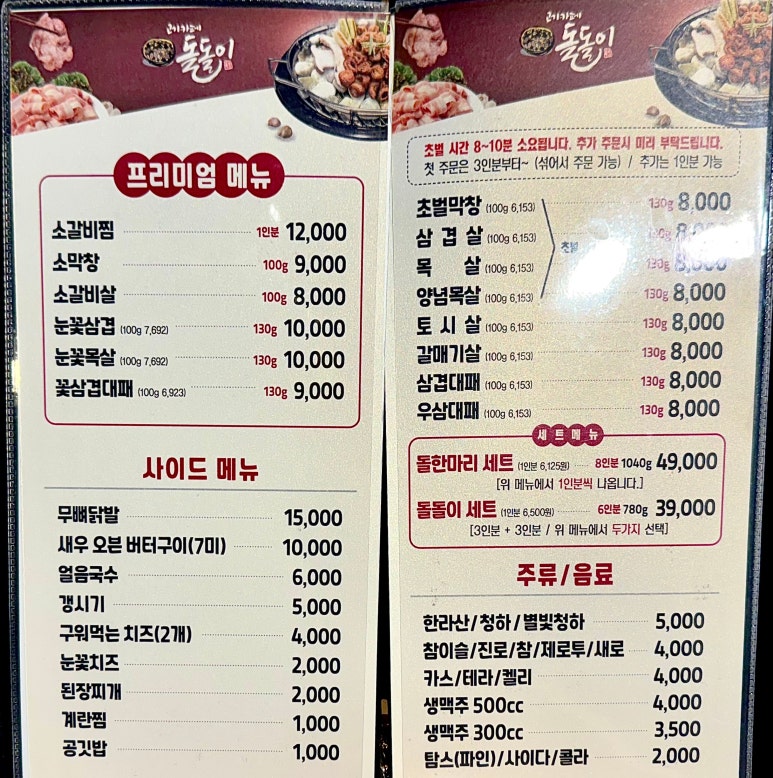 고기카페
돌돌이
프리미엄 메뉴
소갈비찜 1인분 12,000
소막창 100g 9,000
소갈비살 100g 8,000
눈꽃삼겹 (100g 7,692) 130g 10,000
눈꽃목살 (100g 7,692) 130g 10,000
꽃삼겹대패 (100g 6,923) 130g 9,000
사이드 메뉴
무뼈닭발 15,000
새우 오븐 버터구이(7미) 10,000
얼음국수 6,000
갱시기 5,000
구워먹는 치즈(2개) 4,000
눈꽃치즈 2,000
된장찌개 2,000
계란찜 1,000
공깃밥 1,000
고기카페
돌돌이
초벌 시간 8~10분 소요됩니다. 추가 주문시 미리 부탁드립니다.
첫 주문은 3인분부터~ (섞어서 주문 가능) / 추가는 1인분 가능
초벌막창 (100g 6,153) 130g 8,000
삼겹살 (100g 6,153) 130g 8,000
목살 (100g 6,153) 초벌 130g 8,000
양념목살 (100g 6,153) 130g 8,000
토시살 (100g 6,153) 130g 8,000
갈매기살 (100g 6,153) 130g 8,000
삼겹대패 (100g 6,153) 130g 8,000
우삼대패 (100g 6,153) 130g 8,000
세트메뉴
돌한마리 세트 (1인분 6,125원) 8인분 1040g 49,000
[위 메뉴에서 1인분씩 나옵니다.]
돌돌이 세트 (1인분 6,500원) 6인분 780g 39,000
[3인분 + 3인분 / 위 메뉴에서 두가지 선택]
주류/음료
한라산/청하/별빛청하 5,000
참이슬/진로/참/제로투/새로 4,000
카스/테라/켈리 4,000
생맥주 500cc 4,000
생맥주 300cc 3,500
탐스(파인)/사이다/콜라 2,000